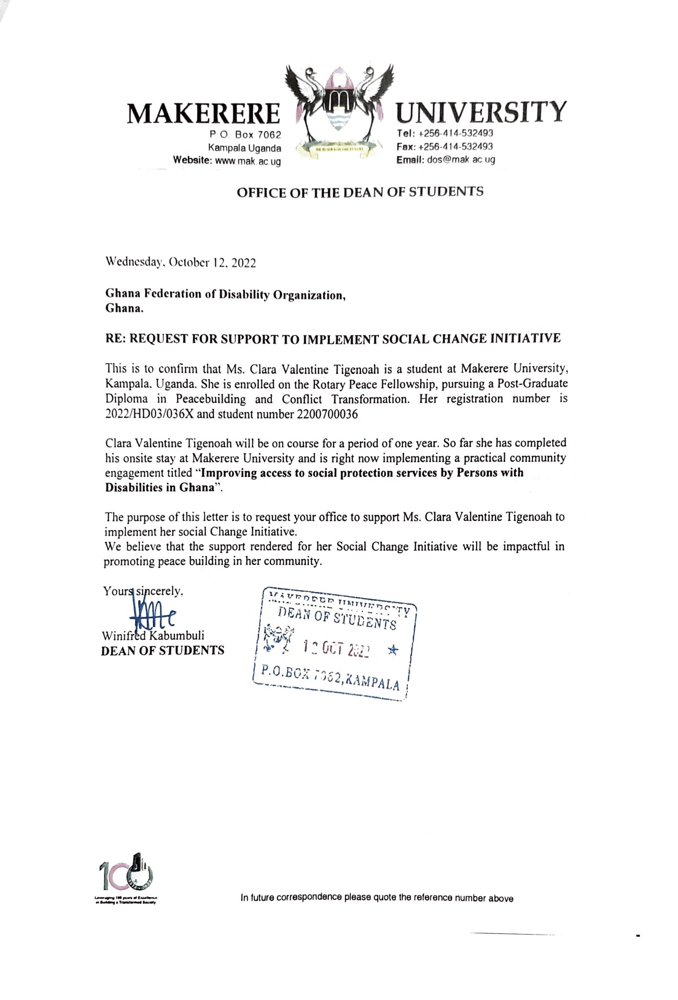 MAKERERE UNIVERSITY
P O. Box 7062
Kampala Uganda
Website: www.mak.ac.ug
Tel: +256-414-532493
Fax: +256-414-532493
Email: dos@mak ac ug
OFFICE OF THE DEAN OF STUDENTS
Wednesday, October 12, 2022
Ghana Federation of Disability Organization,
Ghana.
RE: REQUEST FOR SUPPORT TO IMPLEMENT SOCIAL CHANGE INITIATIVE
This is to confirm that Ms. Clara Valentine Tigenoah is a student at Makerere University,
Kampala, Uganda. She is enrolled on the Rotary Peace Fellowship, pursuing a Post-Graduate
Diploma in Peacebuilding and Conflict Transformation. Her registration number is
2022/HD03/036X and student number 2200700036
Clara Valentine Tigenoah will be on course for a period of one year. So far she has completed
his onsite stay at Makerere University and is right now implementing a practical community
engagement titled “Improving access to social protection services by Persons with
Disabilities in Ghana”.
The purpose of this letter is to request your office to support Ms. Clara Valentine Tigenoah to
implement her social Change Initiative.
We believe that the support rendered for her Social Change Initiative will be impactful in
promoting peace building in her community.
Yours sincerely,
Winifred Kabumbuli
DEAN OF STUDENTS
MAKERERE UNIVERSITY
DEAN OF STUDENTS
12 OCT 2022
P.O.BOX 7062, KAMPALA
100
Leveraging 100 years of Excellence
in Building a Transformed Society
In future correspondence please quote the reference number above